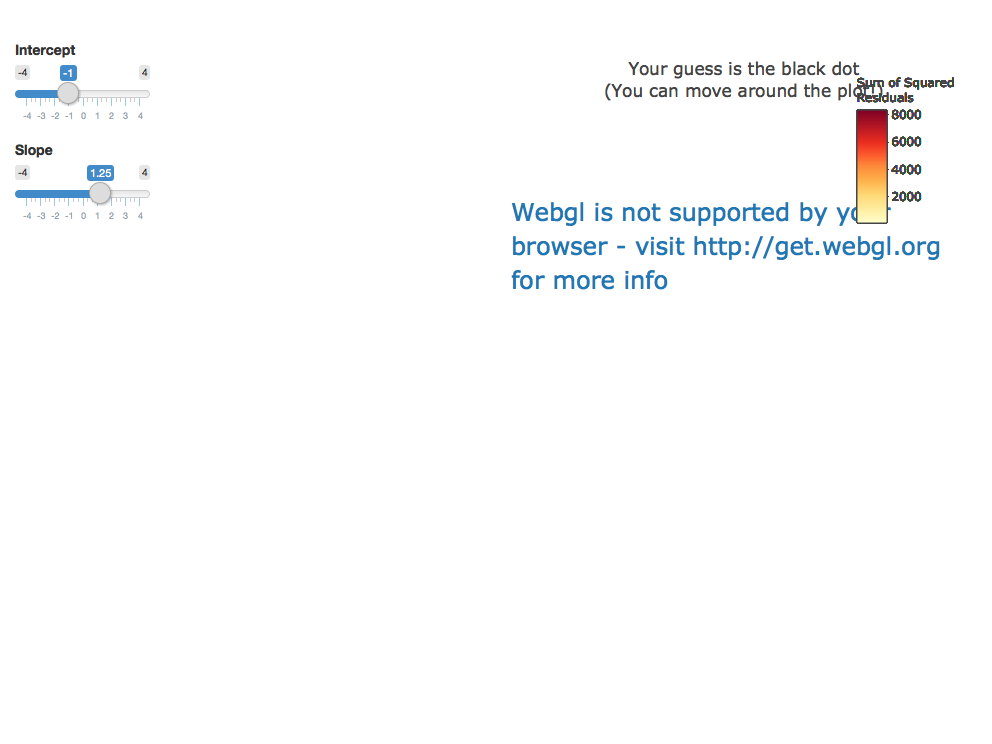 Intercept
-4 -1 4
-4 -3 -2 -1 0 1 2 3 4
Slope
-4 1.25 4
-4 -3 -2 -1 0 1 2 3 4
Your guess is the black dot
(You can move around the plot!)
Sum of Squared
Residuals
8000
6000
4000
2000
Webgl is not supported by your
browser - visit http://get.webgl.org
for more info